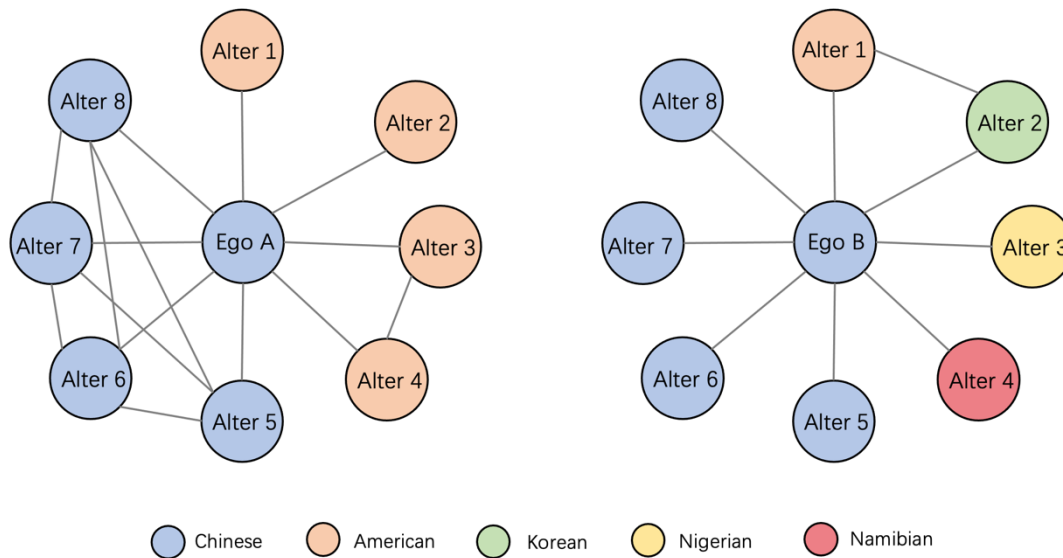 Alter 1
Alter 8
Alter 2
Alter 7
Ego A
Alter 3
Alter 6
Alter 4
Alter 5
Alter 1
Alter 8
Alter 2
Alter 7
Ego B
Alter 3
Alter 6
Alter 4
Alter 5
Chinese
American
Korean
Nigerian
Namibian